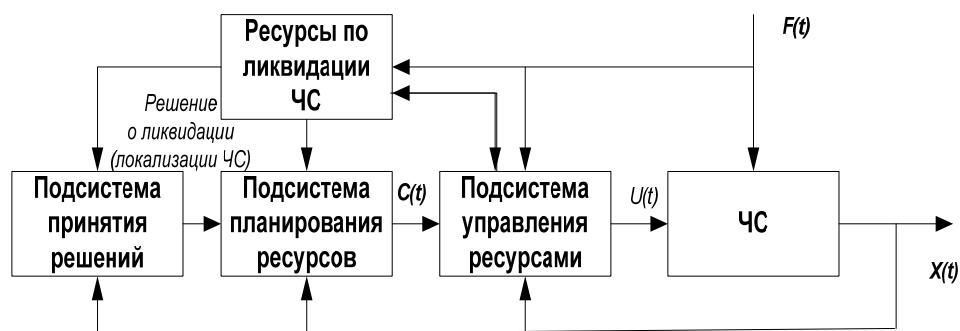 Ресурсы по
ликвидации
ЧС
F(t)
Решение
о ликвидации
(локализации ЧС)
Подсистема
принятия
решений
Подсистема
планирования
ресурсов
C(t)
Подсистема
управления
ресурсами
U(t)
ЧС
X(t)